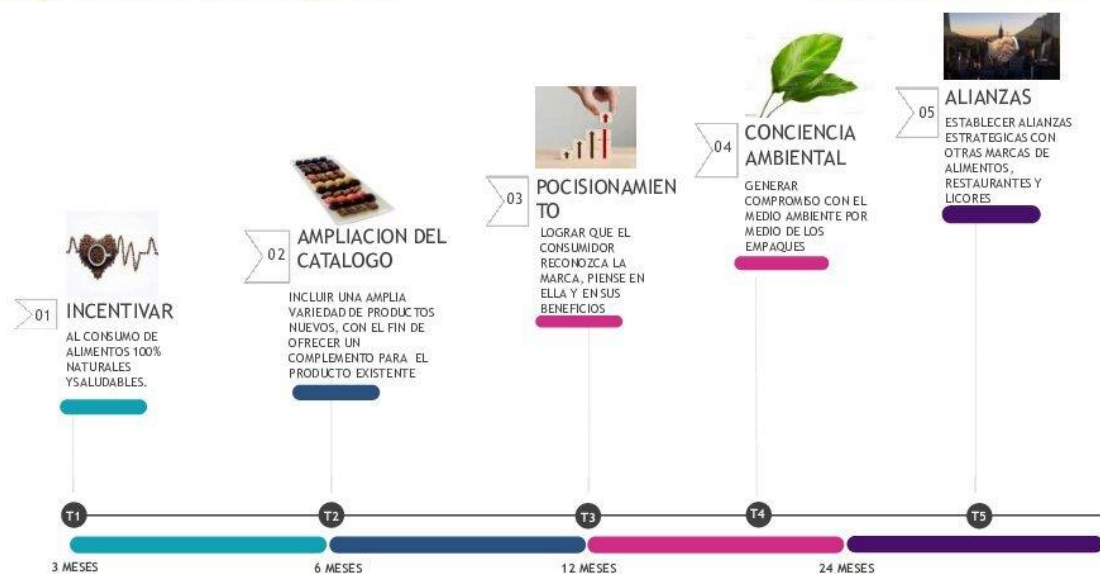 01
INCENTIVAR
AL CONSUMO DE
ALIMENTOS 100%
NATURALES
YSALUDABLES.
02
AMPLIACION DEL
CATALOGO
INCLUIR UNA AMPLIA
VARIEDAD DE PRODUCTOS
NUEVOS, CON EL FIN DE
OFRECER UN
COMPLEMENTO PARA EL
PRODUCTO EXISTENTE
03
POCISIONAMIEN
TO
LOGRAR QUE EL
CONSUMIDOR
RECONOZCA LA
MARCA, PIENSE EN
ELLA Y EN SUS
BENEFICIOS
04
CONCIENCIA
AMBIENTAL
GENERAR
COMPROMISO CON EL
MEDIO AMBIENTE POR
MEDIO DE LOS
EMPAQUES
05
ALIANZAS
ESTABLECER ALIANZAS
ESTRATEGICAS CON
OTRAS MARCAS DE
ALIMENTOS,
RESTAURANTES Y
LICORES
T1
T2
T3
T4
T5
3 MESES
6 MESES
12 MESES
24 MESES